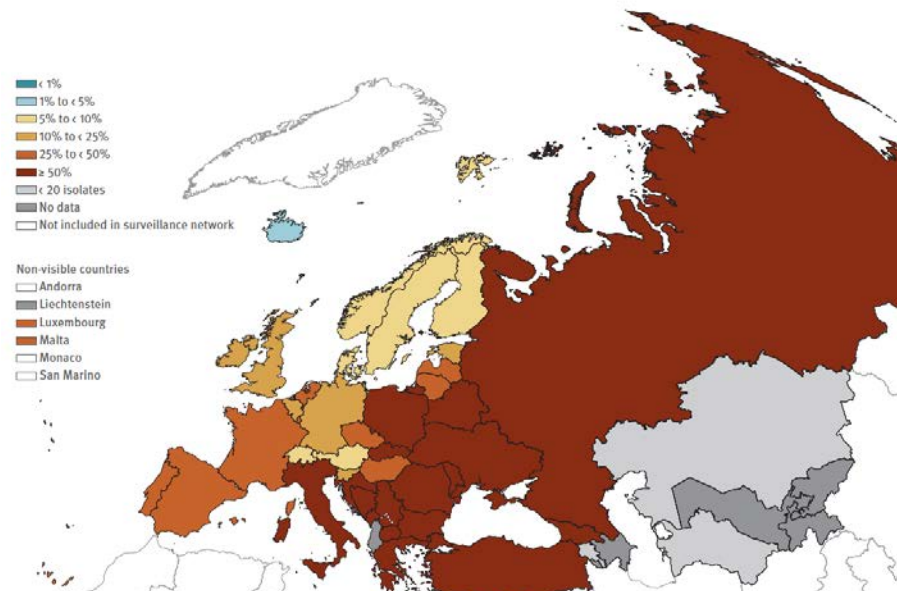 < 1%
1% to < 5%
5% to < 10%
10% to < 25%
25% to < 50%
≥ 50%
< 20 isolates
No data
Not included in surveillance network
Non-visible countries
Andorra
Liechtenstein
Luxembourg
Malta
Monaco
San Marino